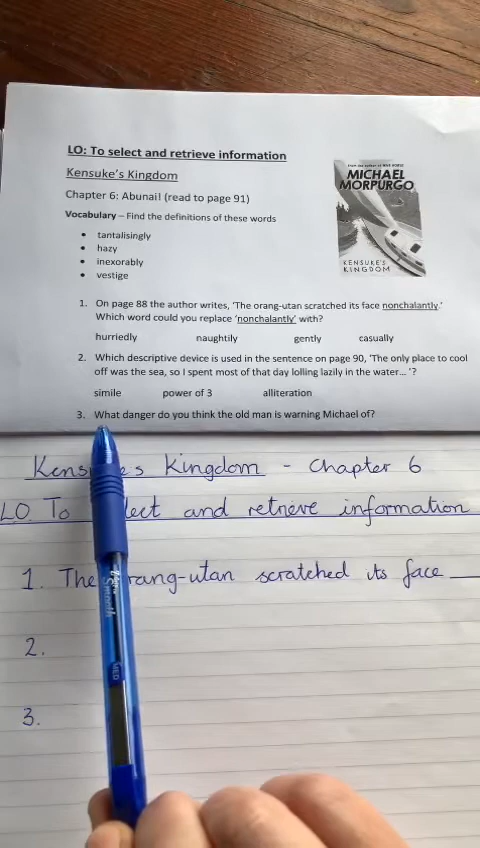 LO: To select and retrieve information
Kensuke's Kingdom
Chapter 6: Abunai! (read to page 91)
Vocabulary – Find the definitions of these words
• tantalisingly
• hazy
• inexorably
• vestige
MICHAEL
MORPURGO
KENSUKE'S
KINGDOM
1. On page 88 the author writes, 'The orang-utan scratched its face nonchalantly.'
Which word could you replace 'nonchalantly' with?
hurriedly naughtily gently casually
2. Which descriptive device is used in the sentence on page 90, 'The only place to cool
off was the sea, so I spent most of that day lolling lazily in the water... '?
simile power of 3 alliteration
3. What danger do you think the old man is warning Michael of?
Kens e's Kingdom - Chapter 6
LO. To lect and retrieve information
1. The rang-utan scratched its face
2.
3.
Smooth
MED